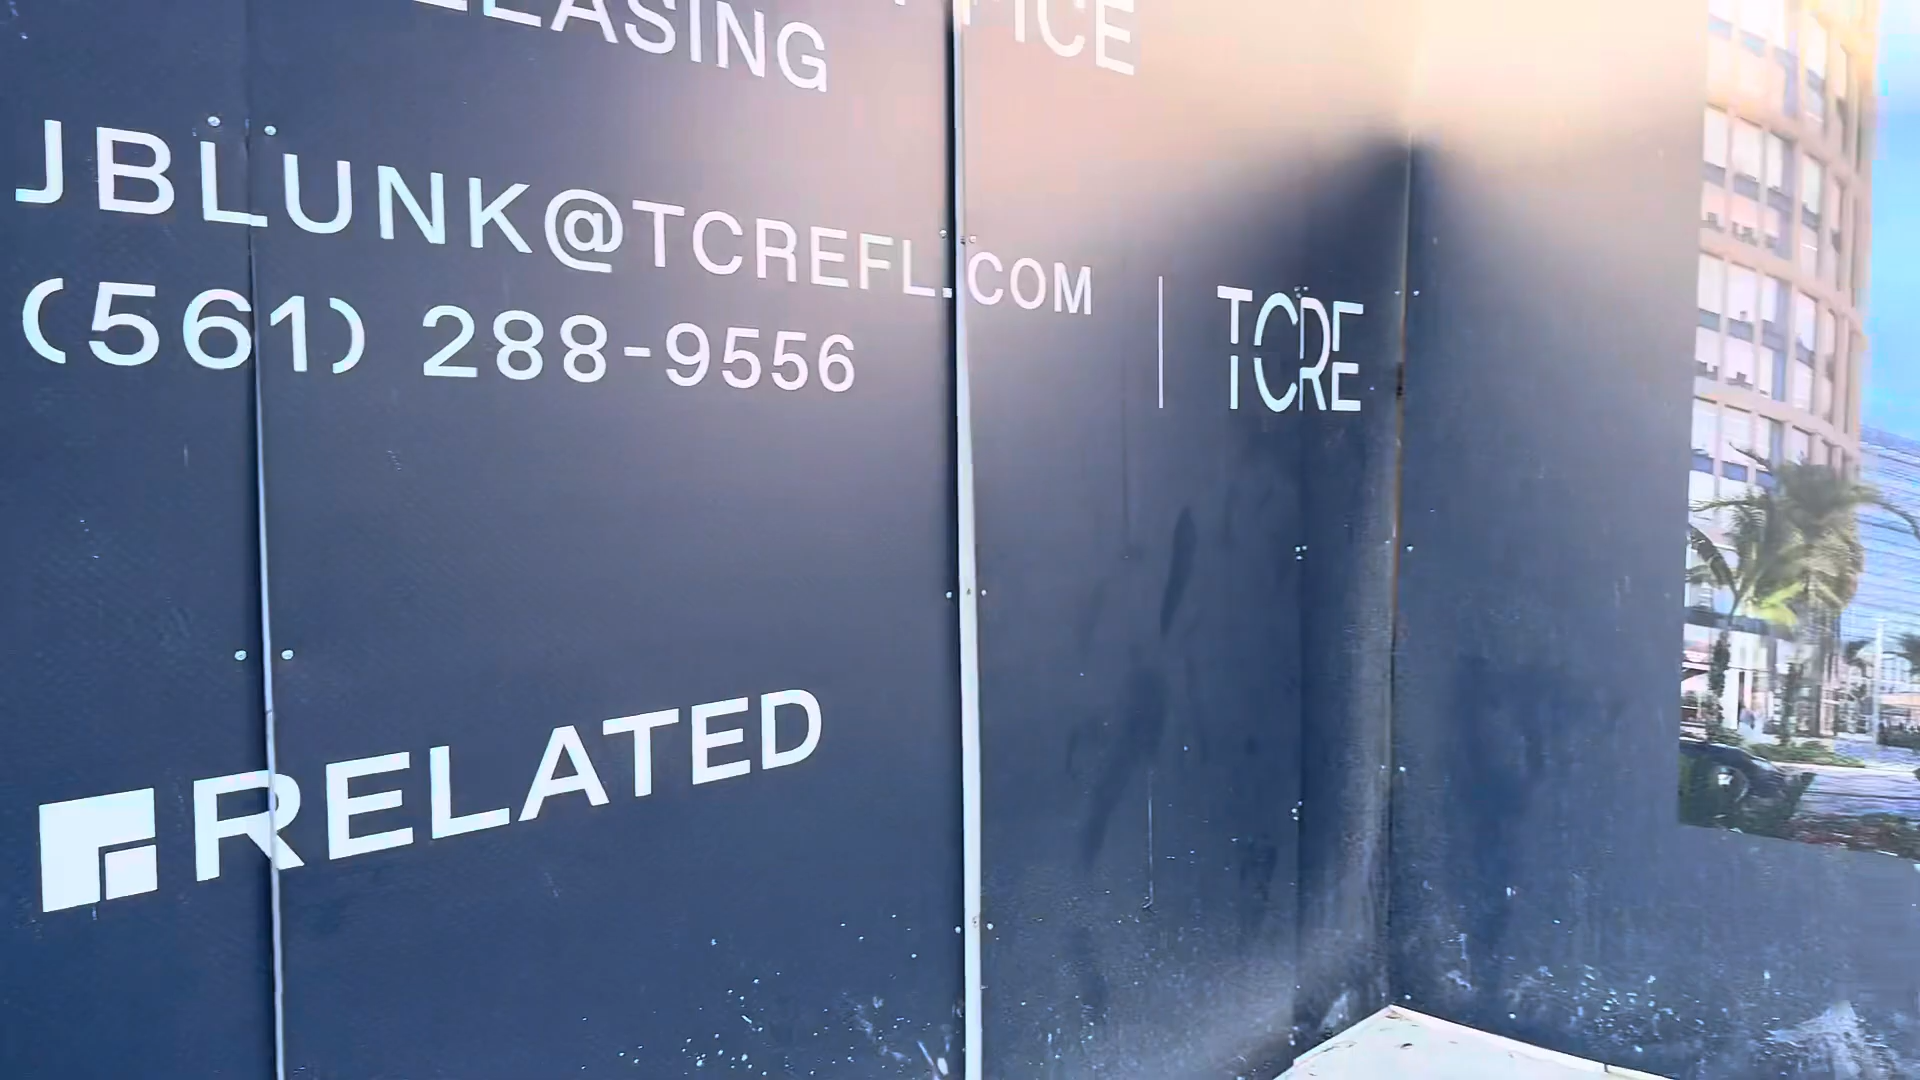 LEASING
JBLUNK@TCREFL.COM | TCRE
(561) 288-9556
RELATED